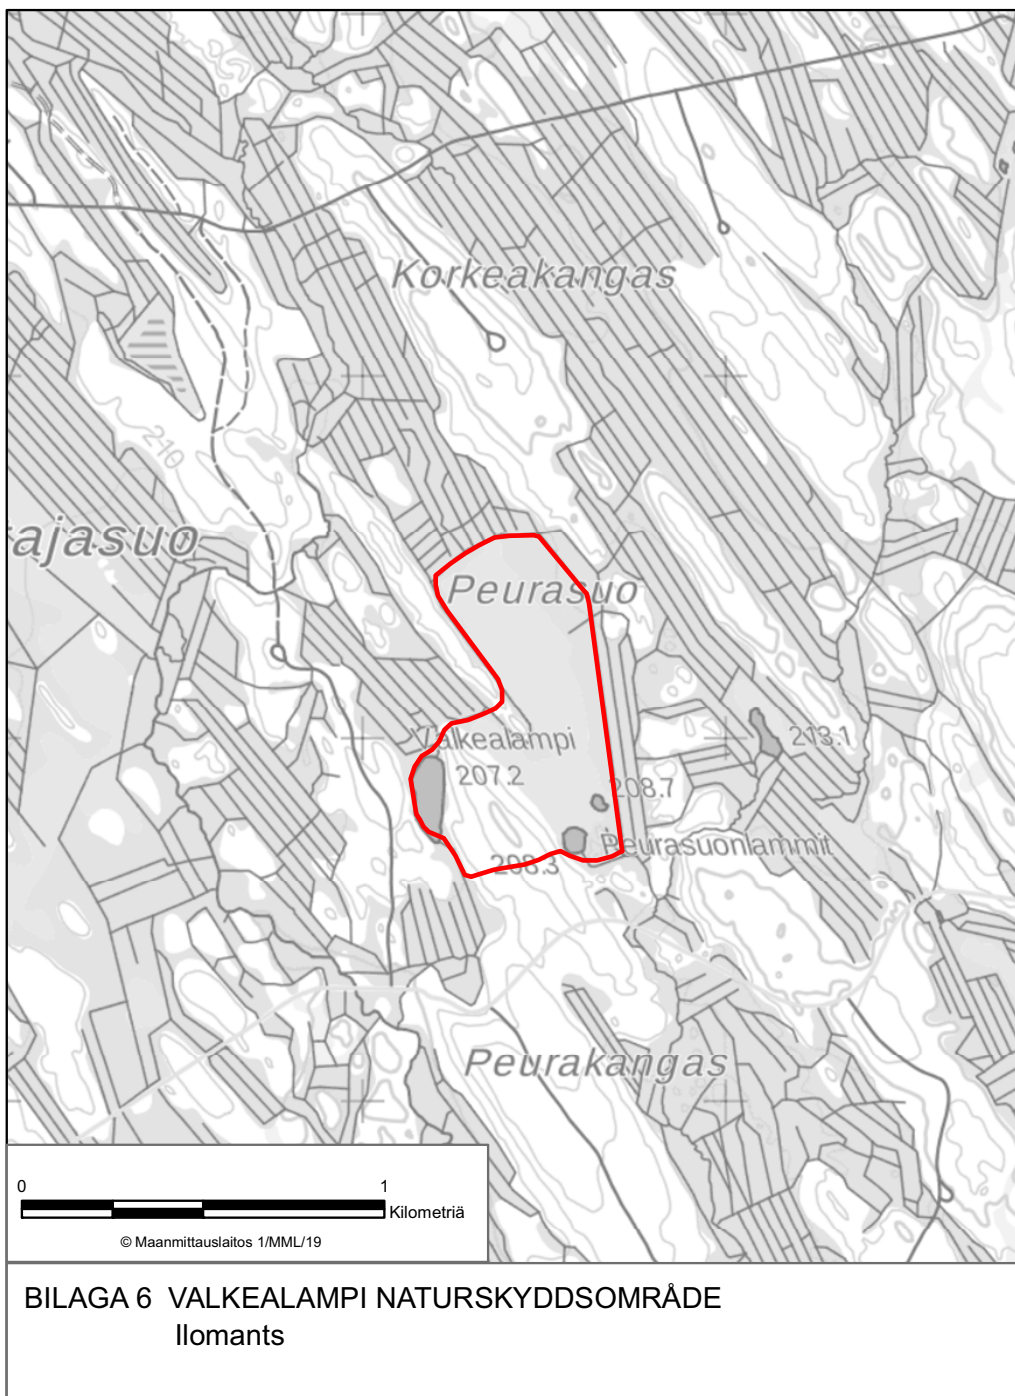 Korkeakangas
210
ajasuo
Peurasuo
Valkealampi
207.2
213.1
208.7
Peurasuonlammit
208.3
Peurakangas
0 1
Kilometriä
© Maanmittauslaitos 1/MML/19
BILAGA 6 VALKEALAMPI NATURSKYDDSOMRÅDE
Ilomants